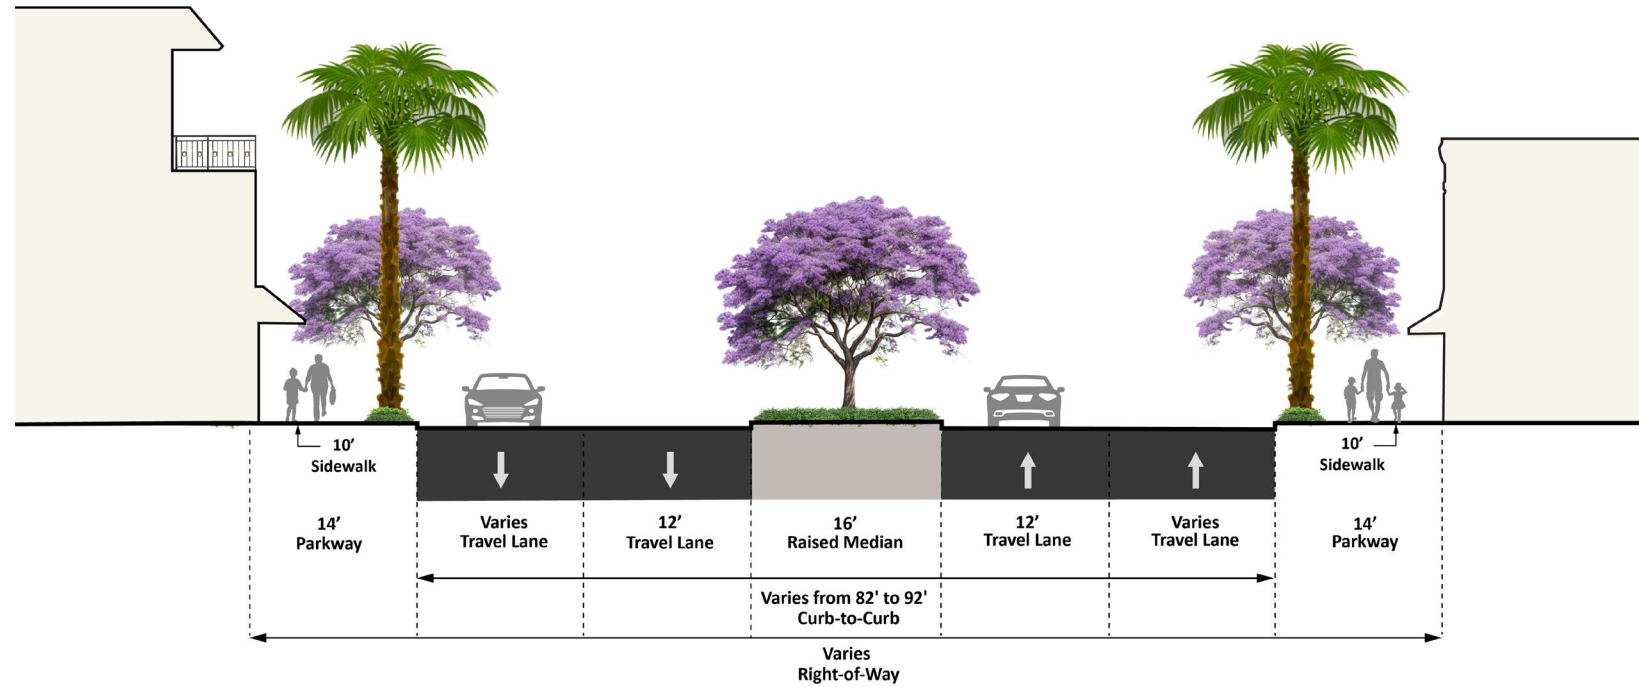 10’
Sidewalk
10’
Sidewalk
14’
Parkway
Varies
Travel Lane
12’
Travel Lane
16’
Raised Median
12’
Travel Lane
Varies
Travel Lane
14’
Parkway
Varies from 82' to 92'
Curb-to-Curb
Varies
Right-of-Way